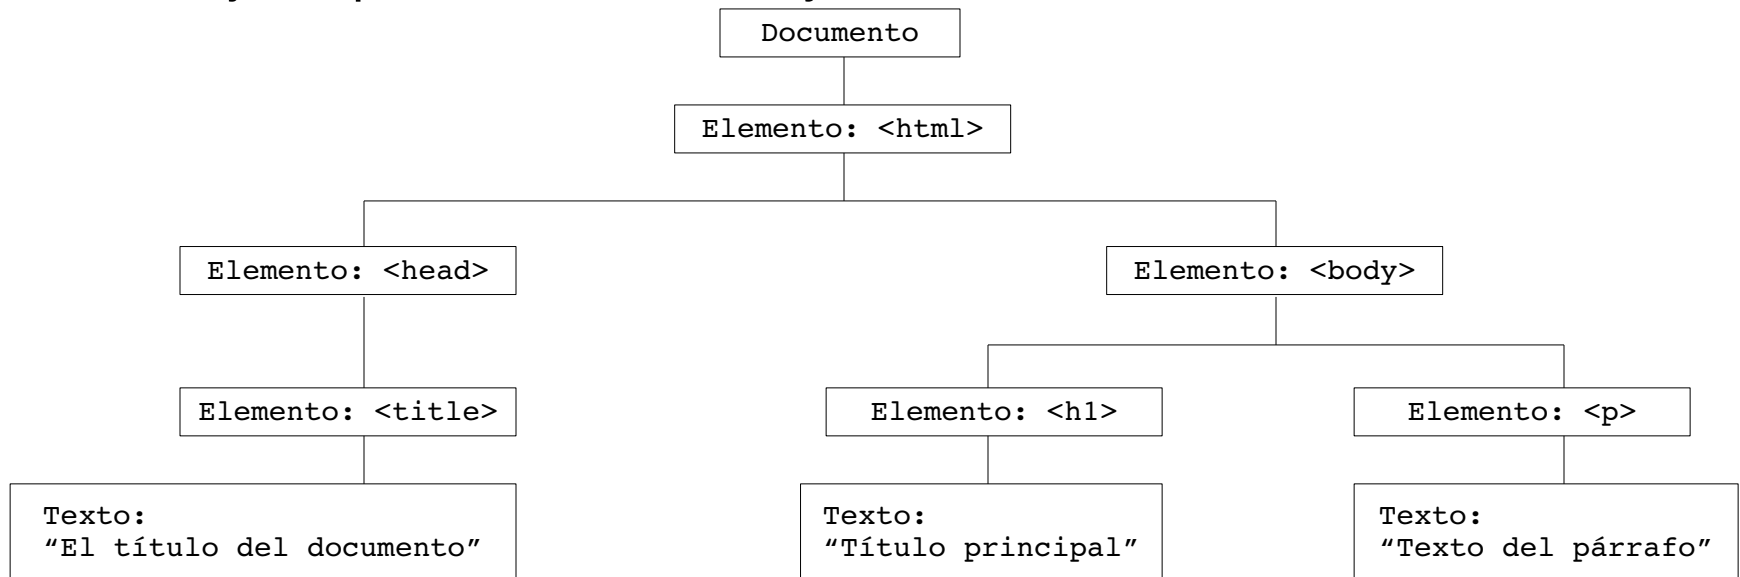 Documento
Elemento: <html>
Elemento: <head>
Elemento: <body>
Elemento: <title>
Elemento: <h1>
Elemento: <p>
Texto:
“El título del documento”
Texto:
“Título principal”
Texto:
“Texto del párrafo”